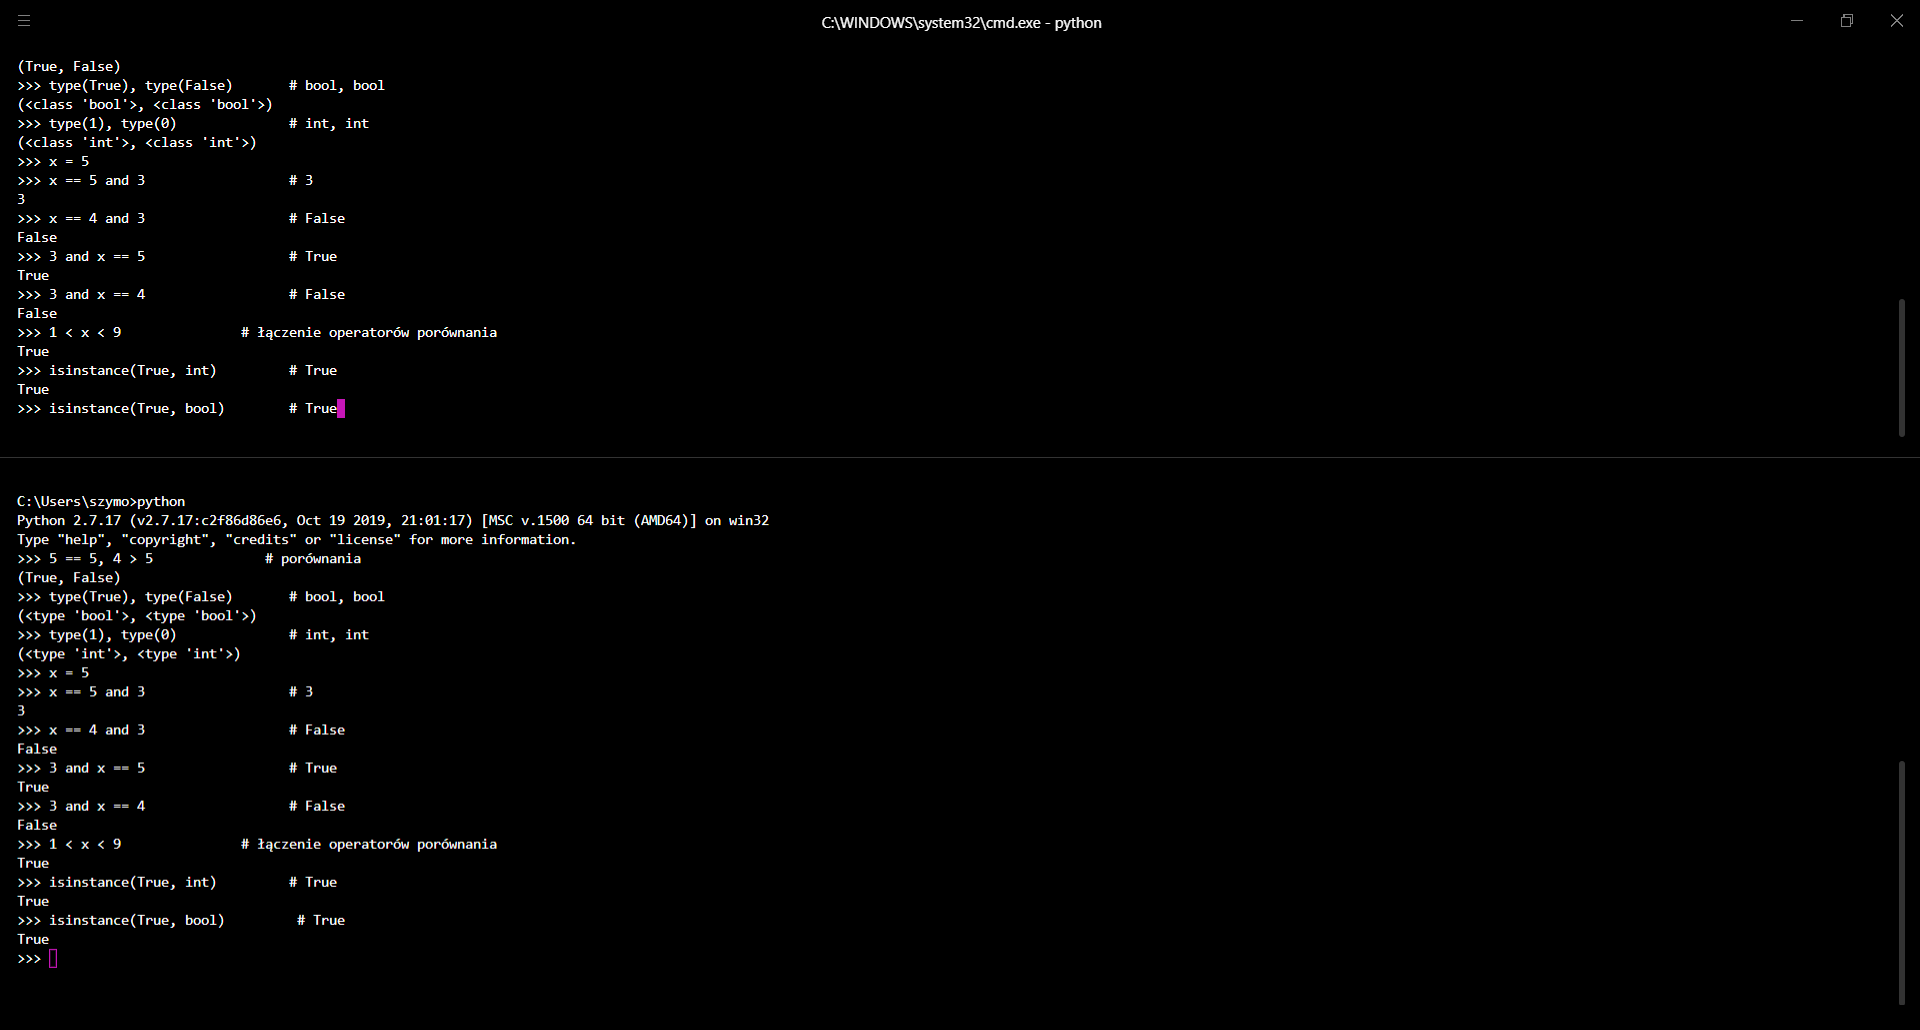 C:\WINDOWS\system32\cmd.exe - python
(True, False)
>>> type(True), type(False)       # bool, bool
(<class 'bool'>, <class 'bool'>)
>>> type(1), type(0)              # int, int
(<class 'int'>, <class 'int'>)
>>> x = 5
>>> x == 5 and 3                  # 3
3
>>> x == 4 and 3                  # False
False
>>> 3 and x == 5                  # True
True
>>> 3 and x == 4                  # False
False
>>> 1 < x < 9               # łączenie operatorów porównania
True
>>> isinstance(True, int)         # True
True
>>> isinstance(True, bool)        # True
C:\Users\szymo>python
Python 2.7.17 (v2.7.17:c2f86d86e6, Oct 19 2019, 21:01:17) [MSC v.1500 64 bit (AMD64)] on win32
Type "help", "copyright", "credits" or "license" for more information.
>>> 5 == 5, 4 > 5              # porównania
(True, False)
>>> type(True), type(False)       # bool, bool
(<type 'bool'>, <type 'bool'>)
>>> type(1), type(0)              # int, int
(<type 'int'>, <type 'int'>)
>>> x = 5
>>> x == 5 and 3                  # 3
3
>>> x == 4 and 3                  # False
False
>>> 3 and x == 5                  # True
True
>>> 3 and x == 4                  # False
False
>>> 1 < x < 9               # łączenie operatorów porównania
True
>>> isinstance(True, int)         # True
True
>>> isinstance(True, bool)         # True
True
>>>